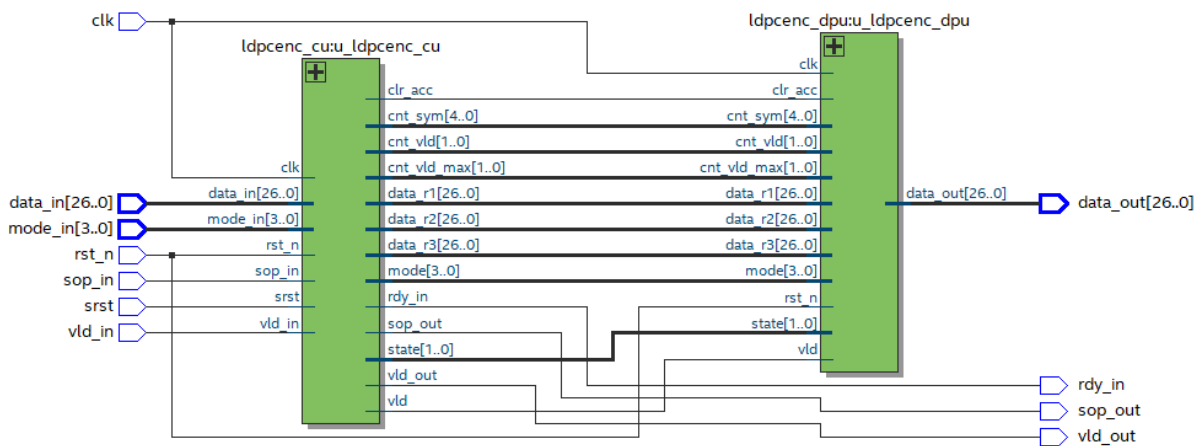 clk
ldpcenc_cu:u_ldpcenc_cu
ldpcenc_dpu:u_ldpcenc_dpu
data_in[26..0]
mode_in[3..0]
rst_n
sop_in
srst
vld_in
clk
data_in[26..0]
mode_in[3..0]
rst_n
sop_in
srst
vld_in
clr_acc
cnt_sym[4..0]
cnt_vld[1..0]
cnt_vld_max[1..0]
data_r1[26..0]
data_r2[26..0]
data_r3[26..0]
mode[3..0]
rdy_in
sop_out
state[1..0]
vld_out
vld
clk
clr_acc
cnt_sym[4..0]
cnt_vld[1..0]
cnt_vld_max[1..0]
data_r1[26..0]
data_r2[26..0]
data_r3[26..0]
mode[3..0]
rst_n
state[1..0]
vld
data_out[26..0]
data_out[26..0]
rdy_in
sop_out
vld_out